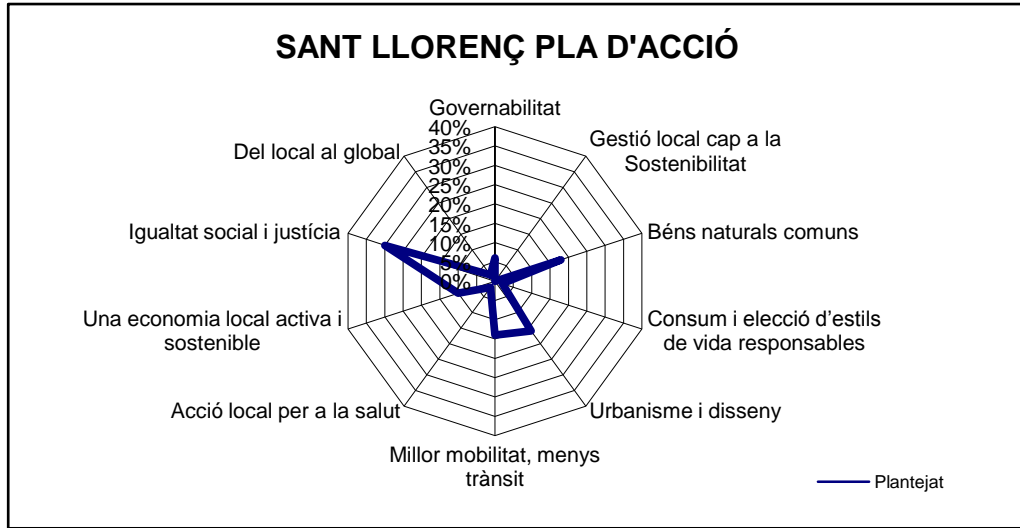 SANT LLORENÇ PLA D'ACCIÓ
Governabilitat
40%
35%
30%
25%
20%
15%
10%
5%
0%
Gestió local cap a la
Sostenibilitat
Béns naturals comuns
Consum i elecció d’estils
de vida responsables
Urbanisme i disseny
Millor mobilitat, menys
trànsit
Acció local per a la salut
Una economia local activa i
sostenible
Igualtat social i justícia
Del local al global
Plantejat